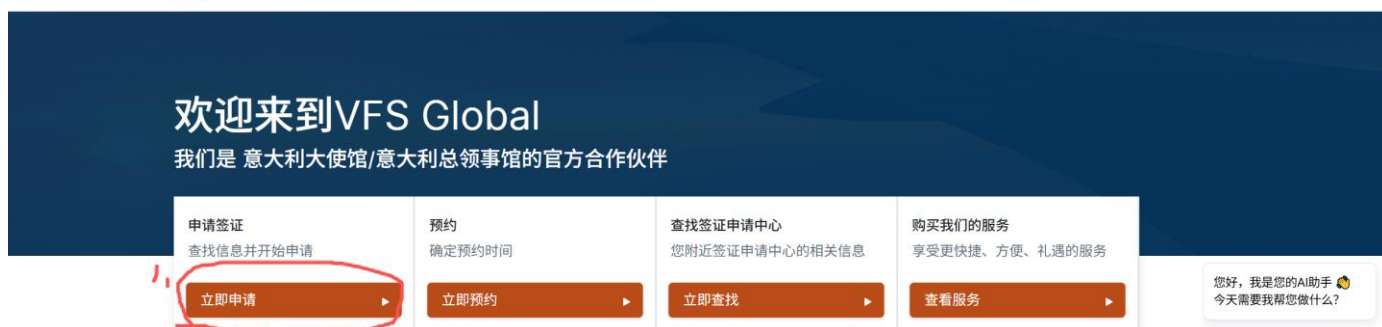 欢迎来到VFS Global
我们是 意大利大使馆/意大利总领事馆的官方合作伙伴
申请签证
查找信息并开始申请
1,
立即申请
预约
确定预约时间
立即预约
查找签证申请中心
您附近签证申请中心的相关信息
立即查找
购买我们的服务
享受更快捷、方便、礼遇的服务
查看服务
您好，我是您的AI助手 👏
今天需要我帮您做什么?